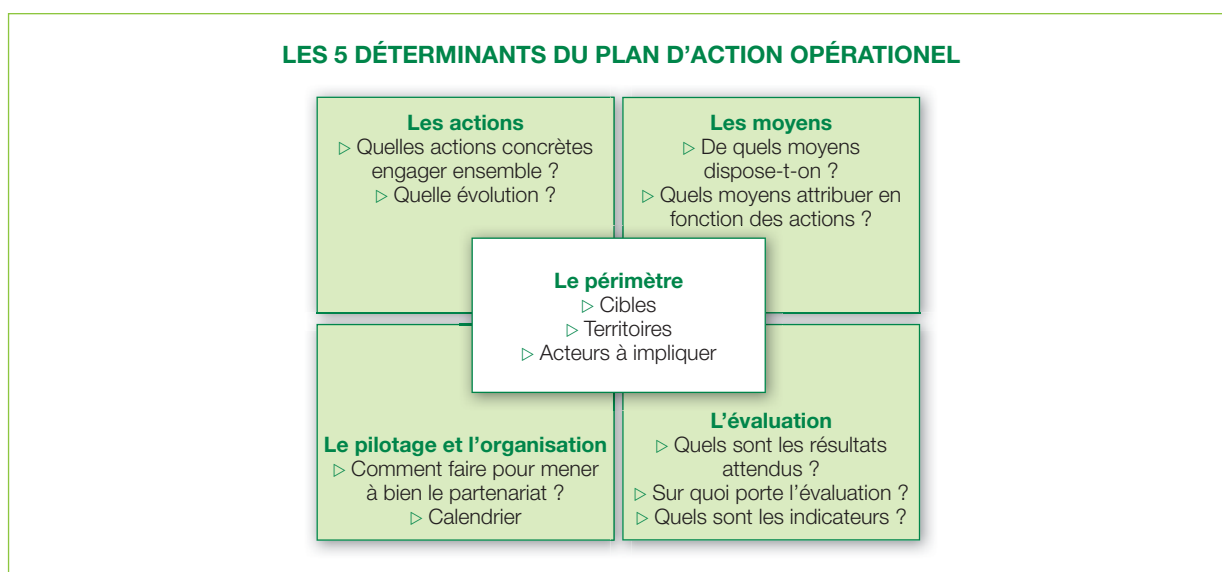 LES 5 DÉTERMINANTS DU PLAN D'ACTION OPÉRATIONEL
Les actions
▷ Quelles actions concrètes
engager ensemble ?
▷ Quelle évolution ?
Les moyens
▷ De quels moyens
dispose-t-on ?
▷ Quels moyens attribuer en
fonction des actions ?
Le périmètre
▷ Cibles
▷ Territoires
▷ Acteurs à impliquer
Le pilotage et l'organisation
▷ Comment faire pour mener
à bien le partenariat ?
▷ Calendrier
L'évaluation
▷ Quels sont les résultats
attendus ?
▷ Sur quoi porte l'évaluation ?
▷ Quels sont les indicateurs ?